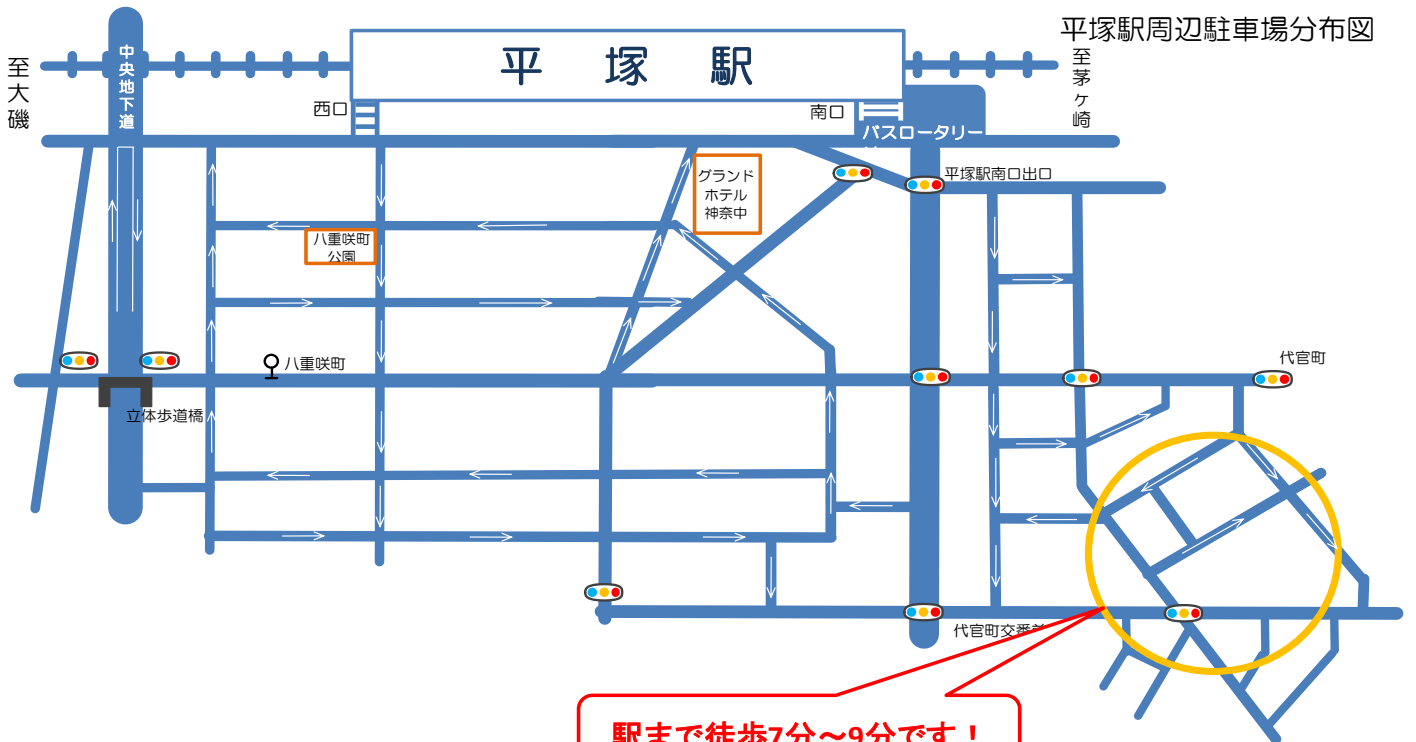 平塚駅周辺駐車場分布図
至大磯
中央地下道
平塚駅
至茅ヶ崎
西口
南口
バスロータリー
平塚駅南口出口
グランド
ホテル
神奈中
八重咲町
公園
八重咲町
代官町
立体歩道橋
代官町交番前
駅まで徒歩7分～9分です！